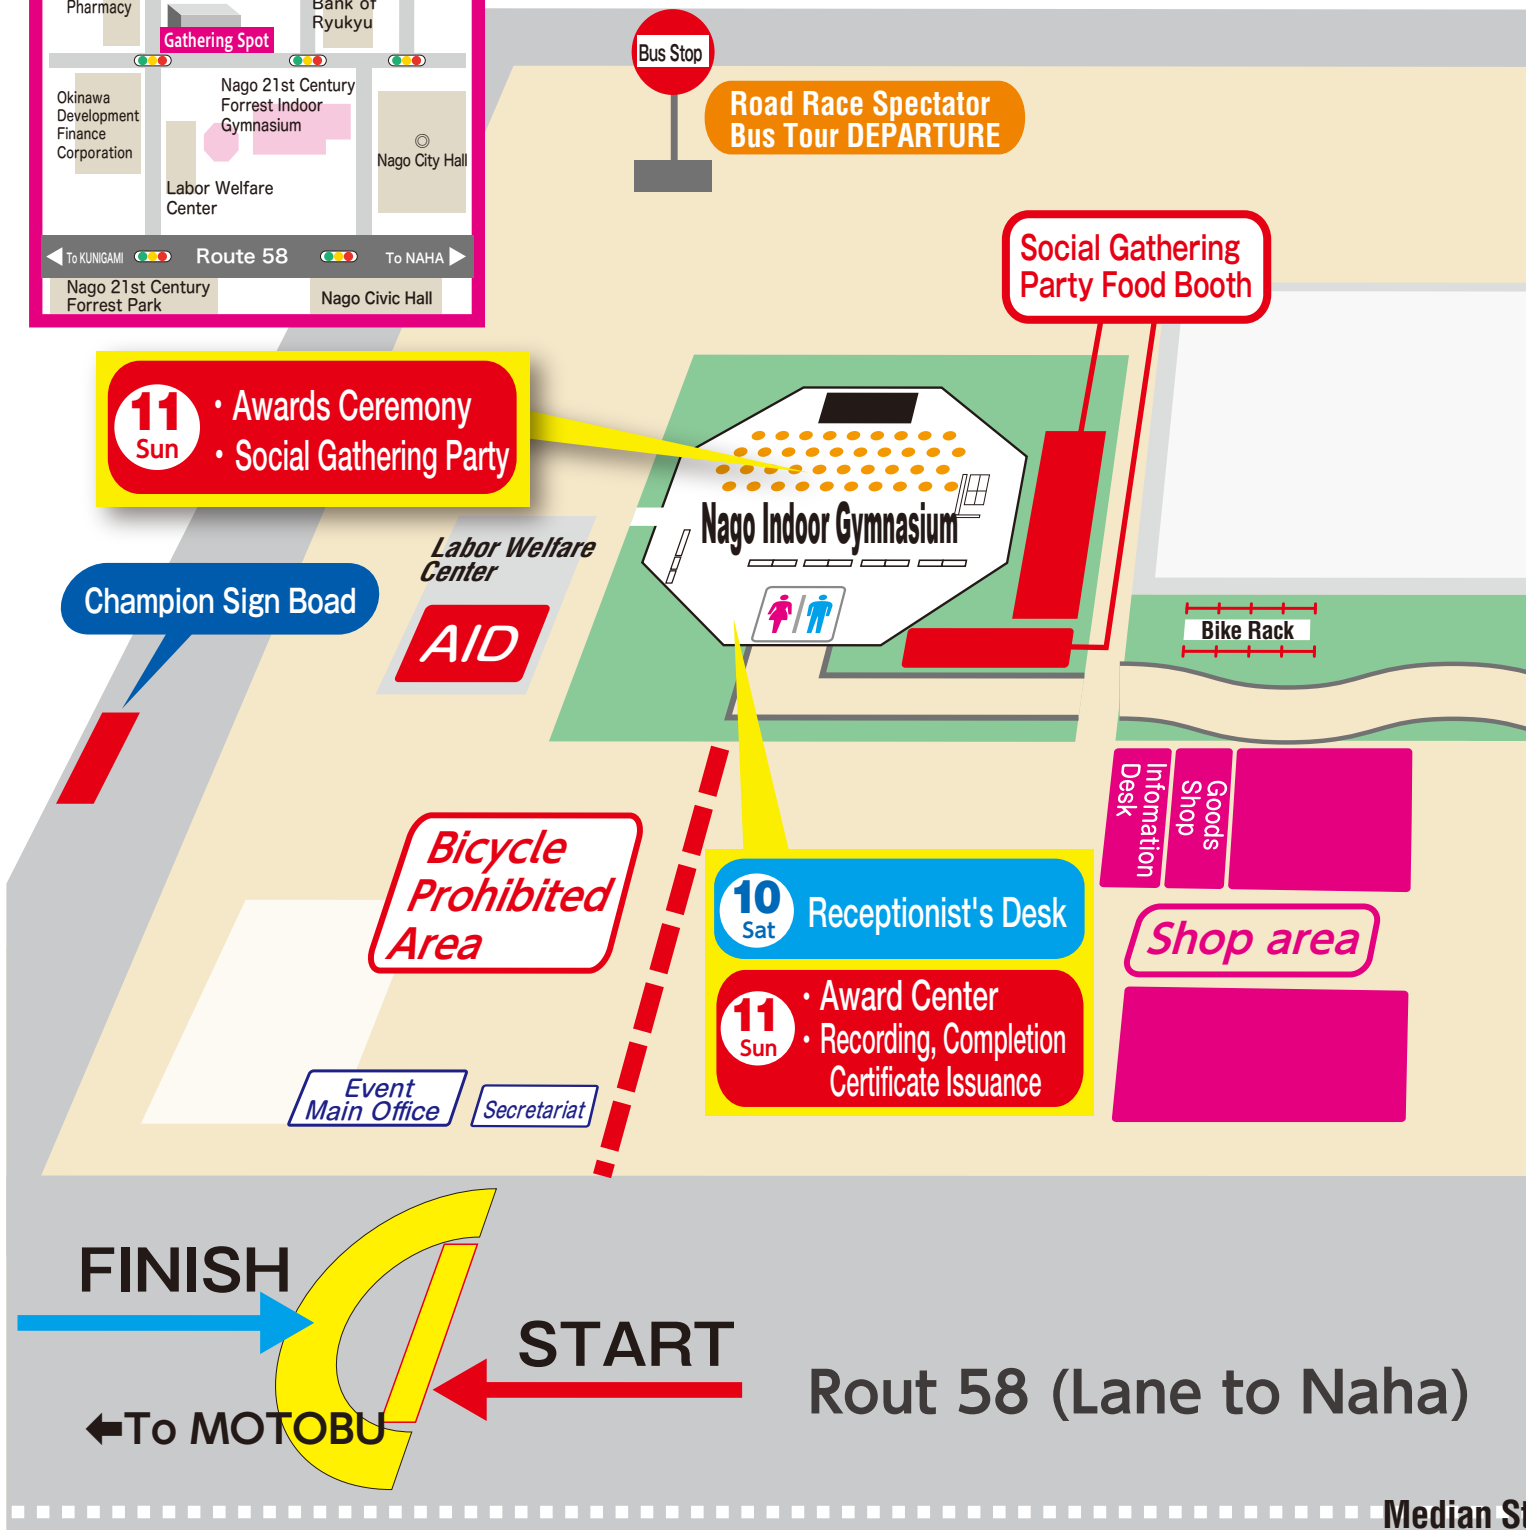 Pharmacy
Bank of
Ryukyu
Gathering Spot
Okinawa
Development
Finance
Corporation
Nago 21st Century
Forrest Indoor
Gymnasium
Nago City Hall
Labor Welfare
Center
To KUNIGAMI
Route 58
To NAHA
Nago 21st Century
Forrest Park
Nago Civic Hall
Bus Stop
Road Race Spectator
Bus Tour DEPARTURE
Social Gathering
Party Food Booth
11
Sun
・Awards Ceremony
・Social Gathering Party
Nago Indoor Gymnasium
Labor Welfare
Center
AID
Champion Sign Boad
Bike Rack
Infomation
Desk
Goods
Shop
Bicycle
Prohibited
Area
10
Sat
Receptionist's Desk
11
Sun
・Award Center
・Recording, Completion
Certificate Issuance
Shop area
Event
Main Office
Secretariat
FINISH
START
Rout 58 (Lane to Naha)
⬅To MOTOBU
Median